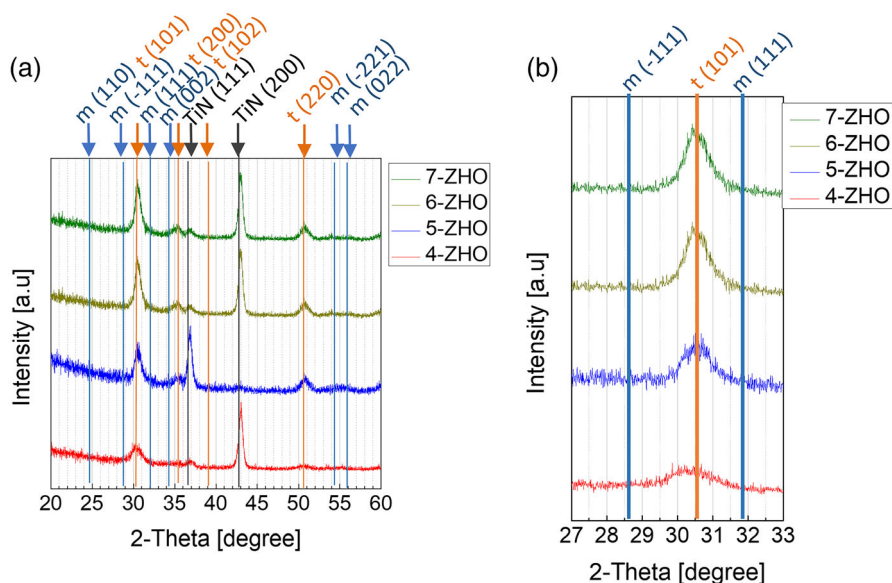 (a)
m (110)
m (-111)
t (101)
m (111)
t (200)
m (002)
t (102)
TiN (111)
TiN (200)
t (220)
m (-221)
m (022)
7-ZHO
6-ZHO
5-ZHO
4-ZHO
Intensity [a.u]
20 25 30 35 39 43 50 55 60
2-Theta [degree]
(b)
m (-111)
t (101)
m (111)
7-ZHO
6-ZHO
5-ZHO
4-ZHO
Intensity [a.u]
27 28 29 30 31 32 33
2-Theta [degree]